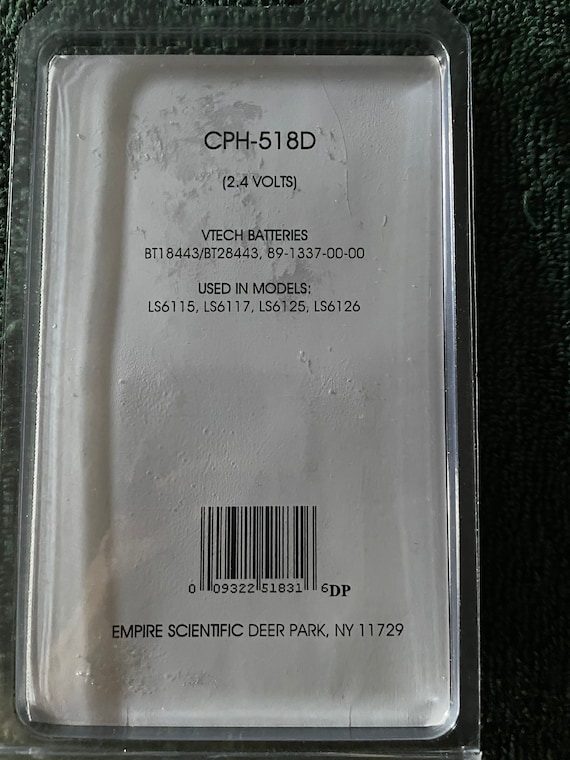 CPH-518D
(2.4 VOLTS)
VTECH BATTERIES
BT18443/BT28443, 89-1337-00-00
USED IN MODELS:
LS6115, LS6117, LS6125, LS6126
0 09322 51831 6DP
EMPIRE SCIENTIFIC DEER PARK, NY 11729